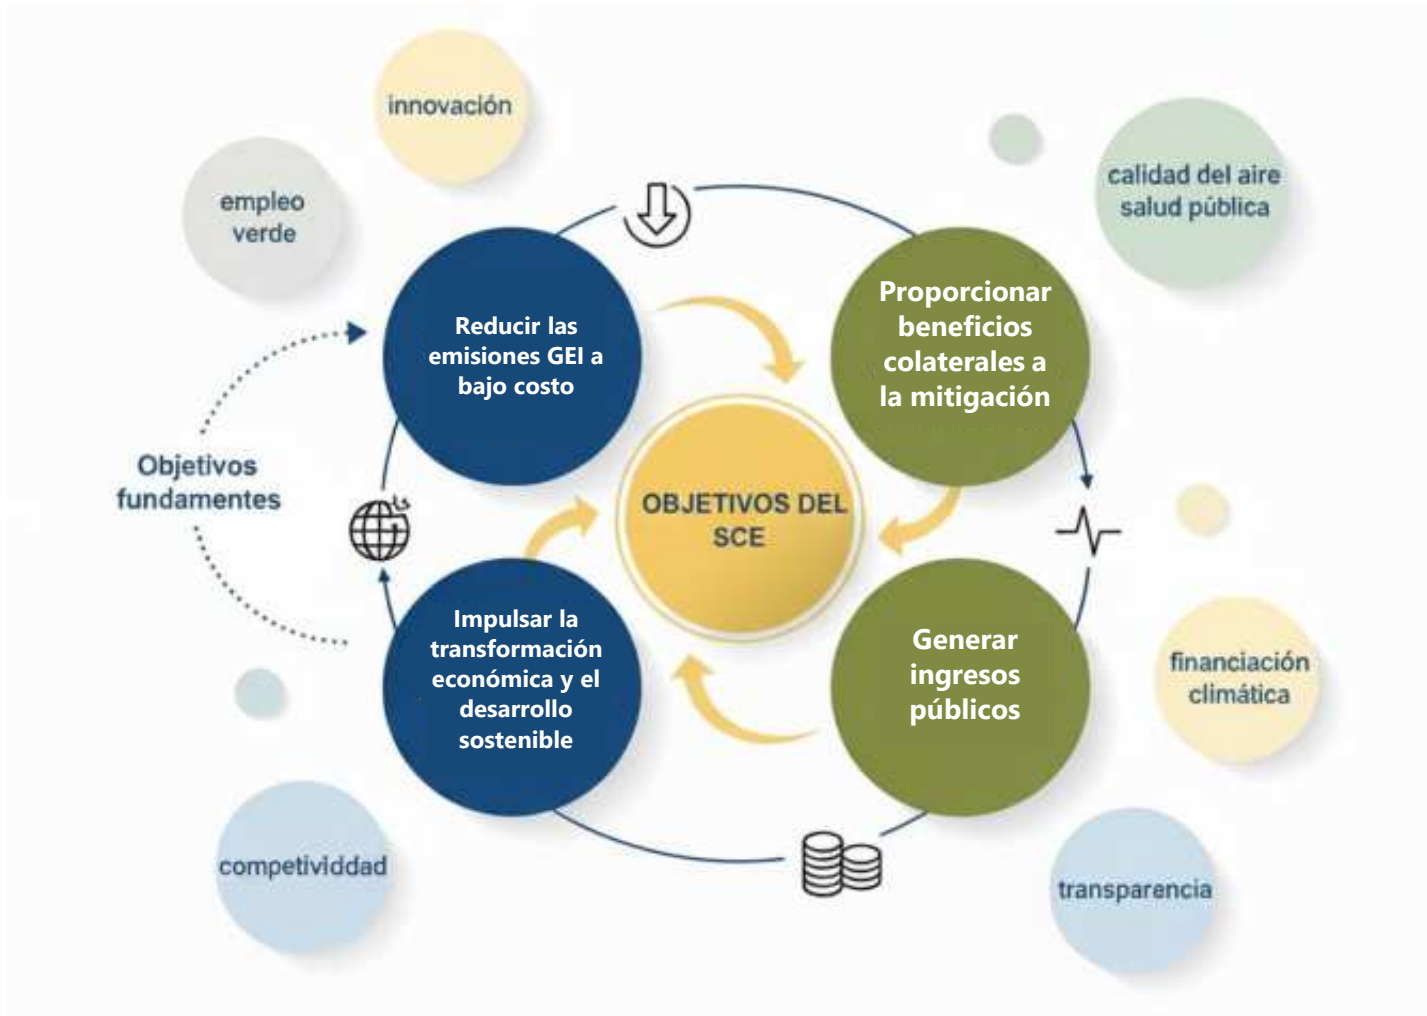 innovación
empleo
verde
calidad del aire
salud pública
Reducir las
emisiones GEI a
bajo costo
Proporcionar
beneficios
colaterales a
la mitigación
Objetivos
fundamentes
OBJETIVOS DEL
SCE
Impulsar la
transformación
económica y el
desarrollo
sostenible
Generar
ingresos
públicos
financiación
climática
competividdad
transparencia